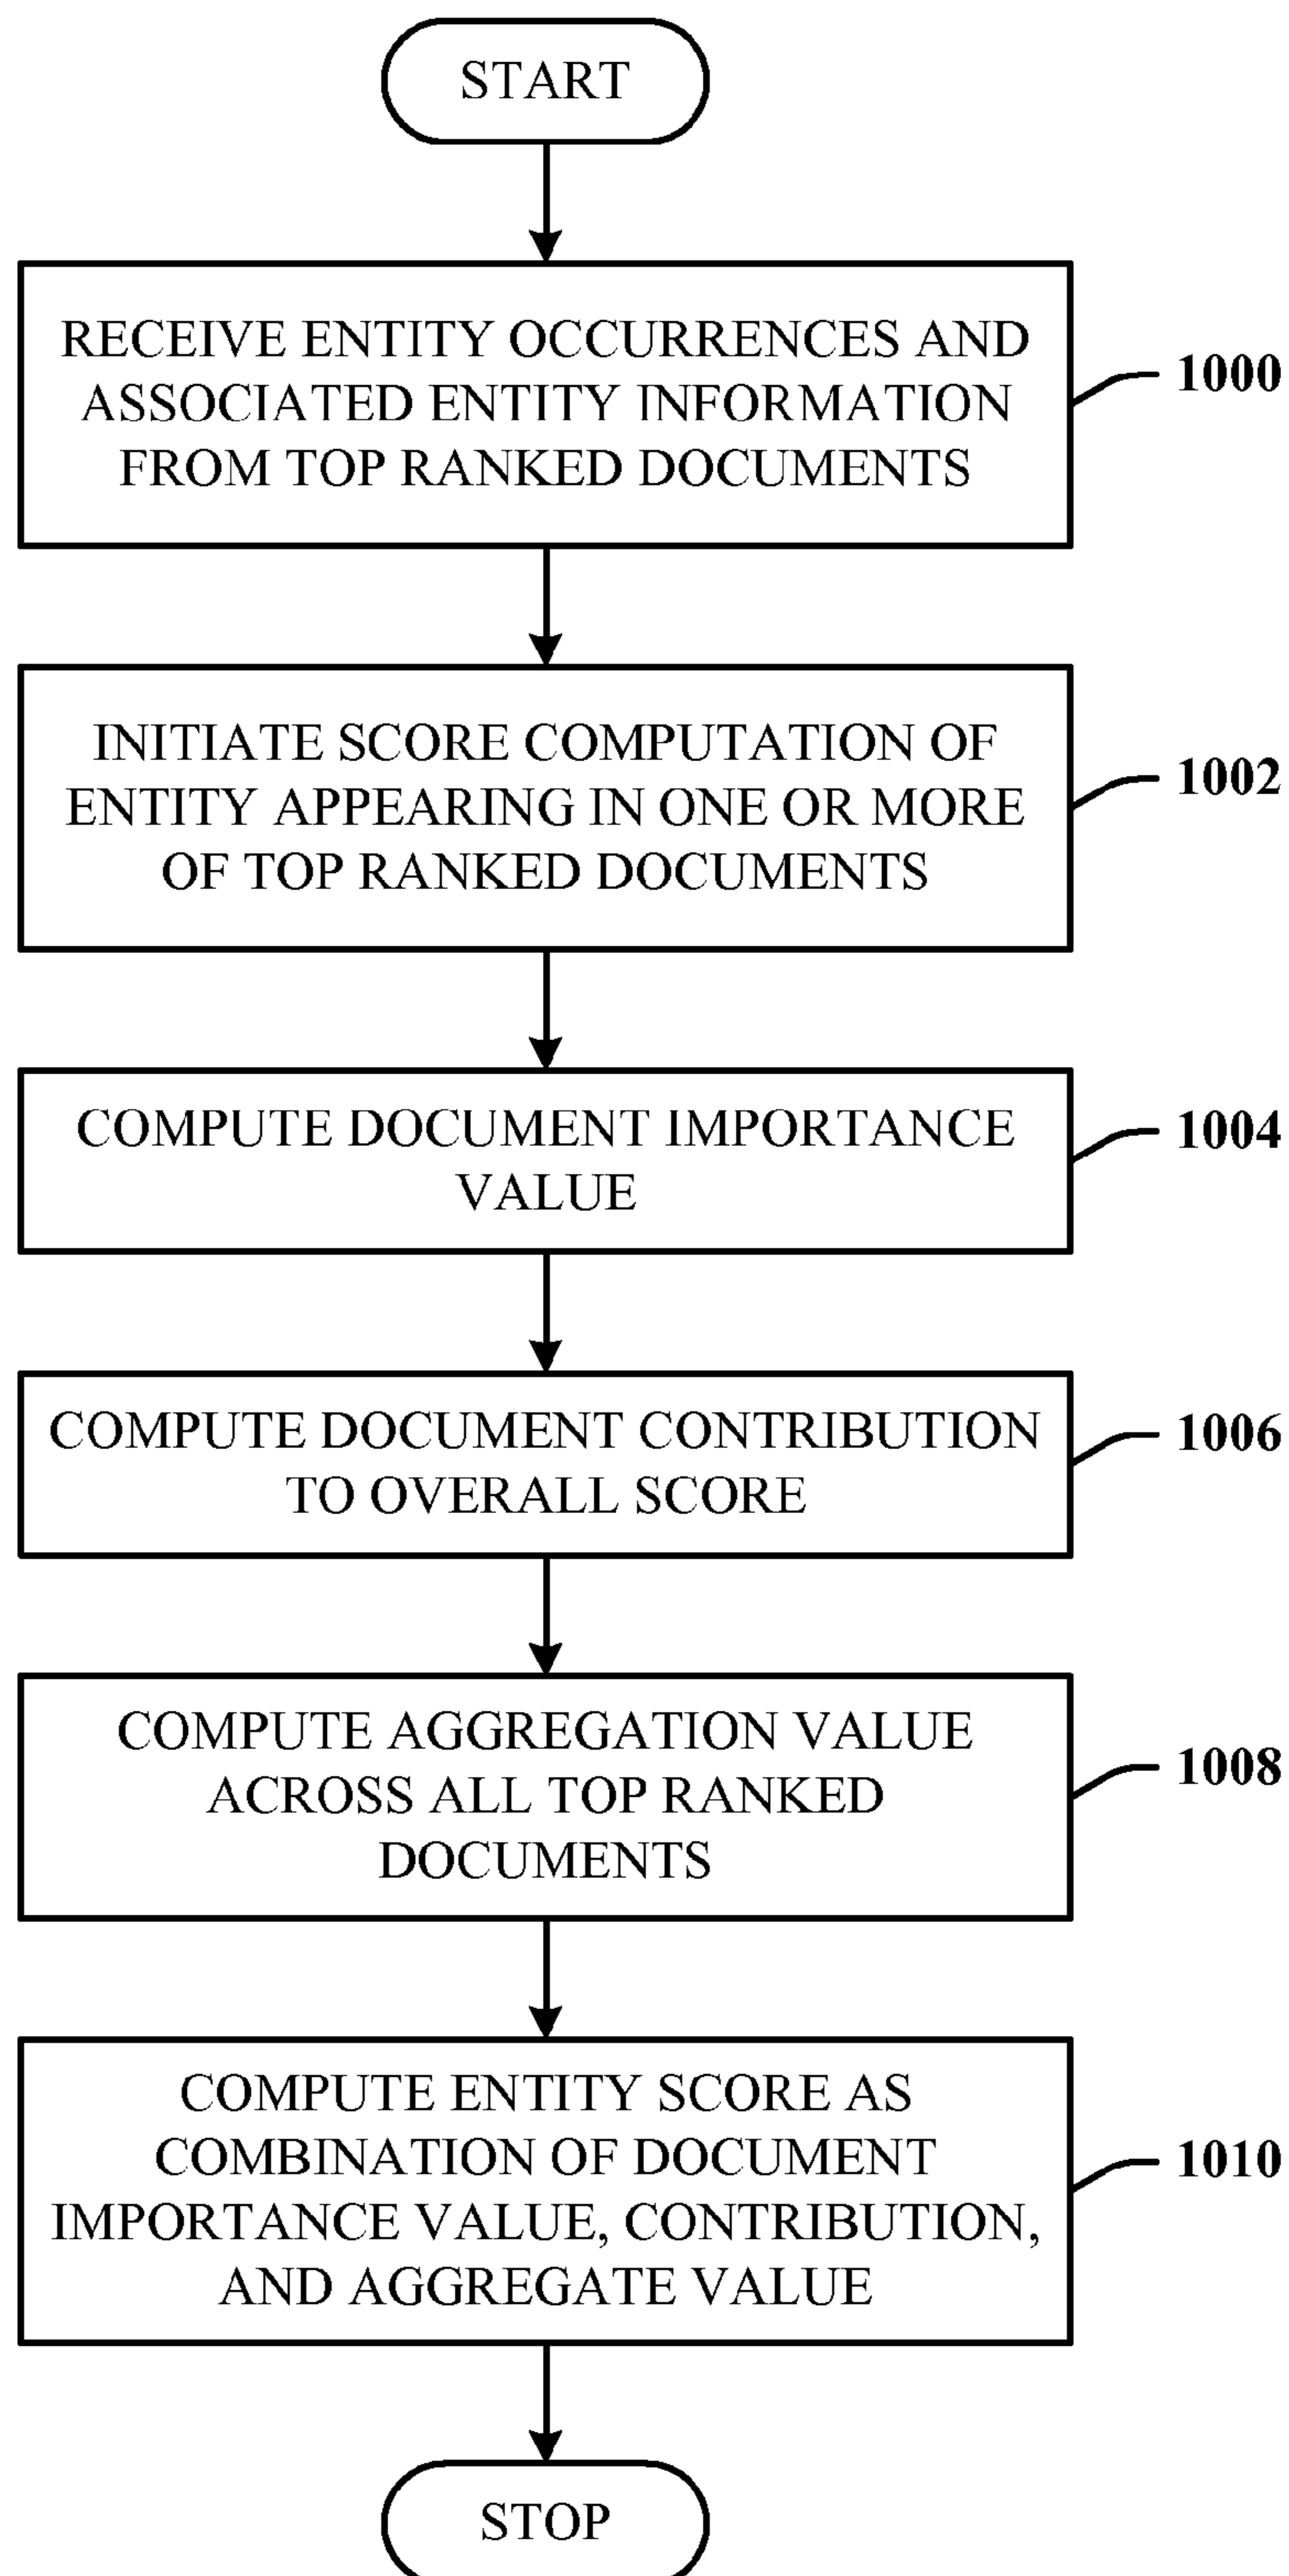 START
RECEIVE ENTITY OCCURRENCES AND
ASSOCIATED ENTITY INFORMATION
FROM TOP RANKED DOCUMENTS
1000
INITIATE SCORE COMPUTATION OF
ENTITY APPEARING IN ONE OR MORE
OF TOP RANKED DOCUMENTS
1002
COMPUTE DOCUMENT IMPORTANCE
VALUE
1004
COMPUTE DOCUMENT CONTRIBUTION
TO OVERALL SCORE
1006
COMPUTE AGGREGATION VALUE
ACROSS ALL TOP RANKED
DOCUMENTS
1008
COMPUTE ENTITY SCORE AS
COMBINATION OF DOCUMENT
IMPORTANCE VALUE, CONTRIBUTION,
AND AGGREGATE VALUE
1010
STOP